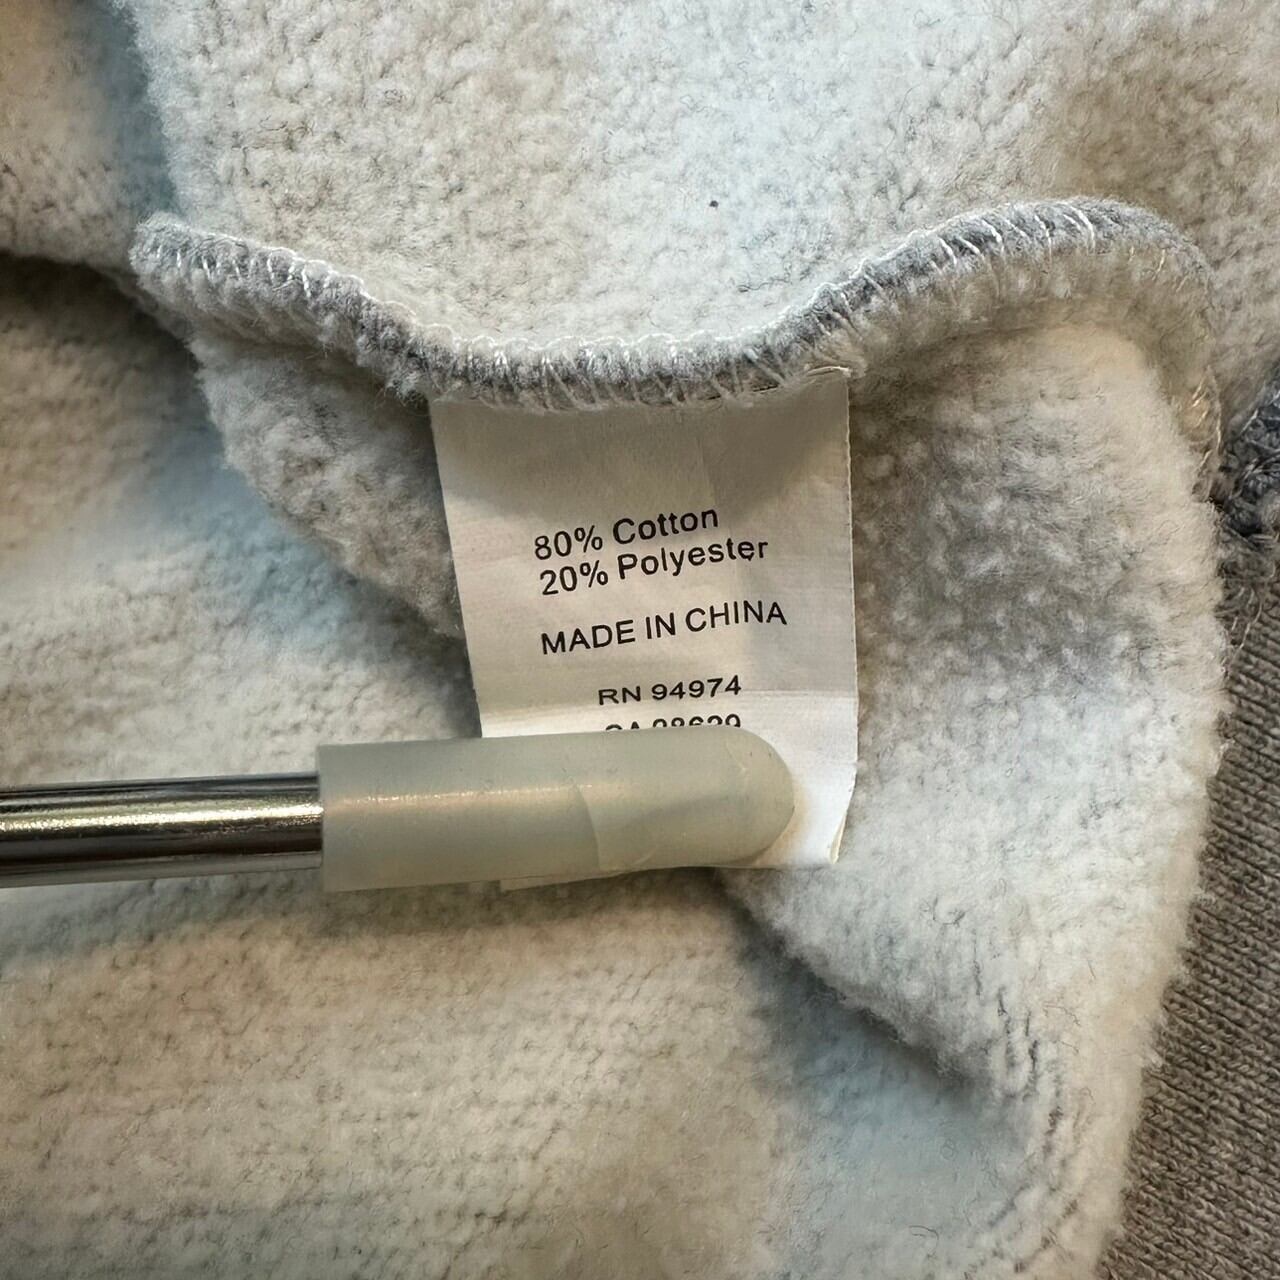 80% Cotton
20% Polyester
MADE IN CHINA
RN 94974